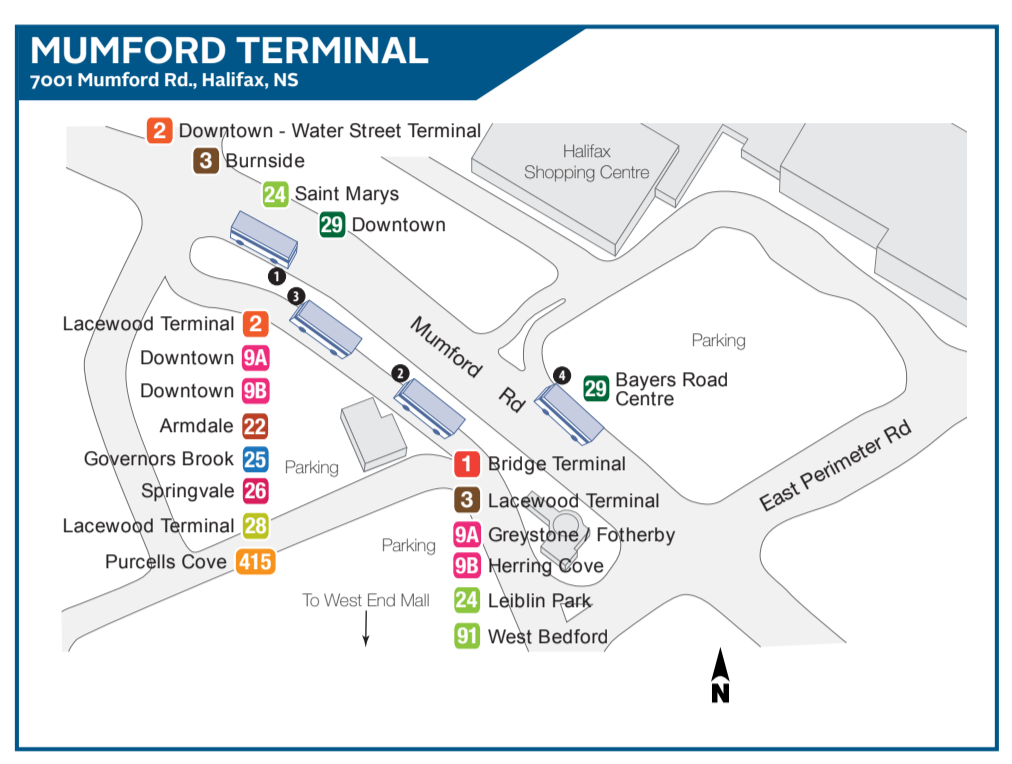 MUMFORD TERMINAL
7001 Mumford Rd., Halifax, NS
2 Downtown - Water Street Terminal
3 Burnside
24 Saint Marys
29 Downtown
Halifax
Shopping Centre
1
3
Lacewood Terminal 2
Downtown 9A
Downtown 9B
Armdale 22
Governors Brook 25
Springvale 26
Lacewood Terminal 28
Purcells Cove 415
Mumford
Rd
Parking
2
4
29 Bayers Road
Centre
East Perimeter Rd
Parking
Parking
To West End Mall
1 Bridge Terminal
3 Lacewood Terminal
9A Greystone / Fotherby
9B Herring Cove
24 Leiblin Park
91 West Bedford
N